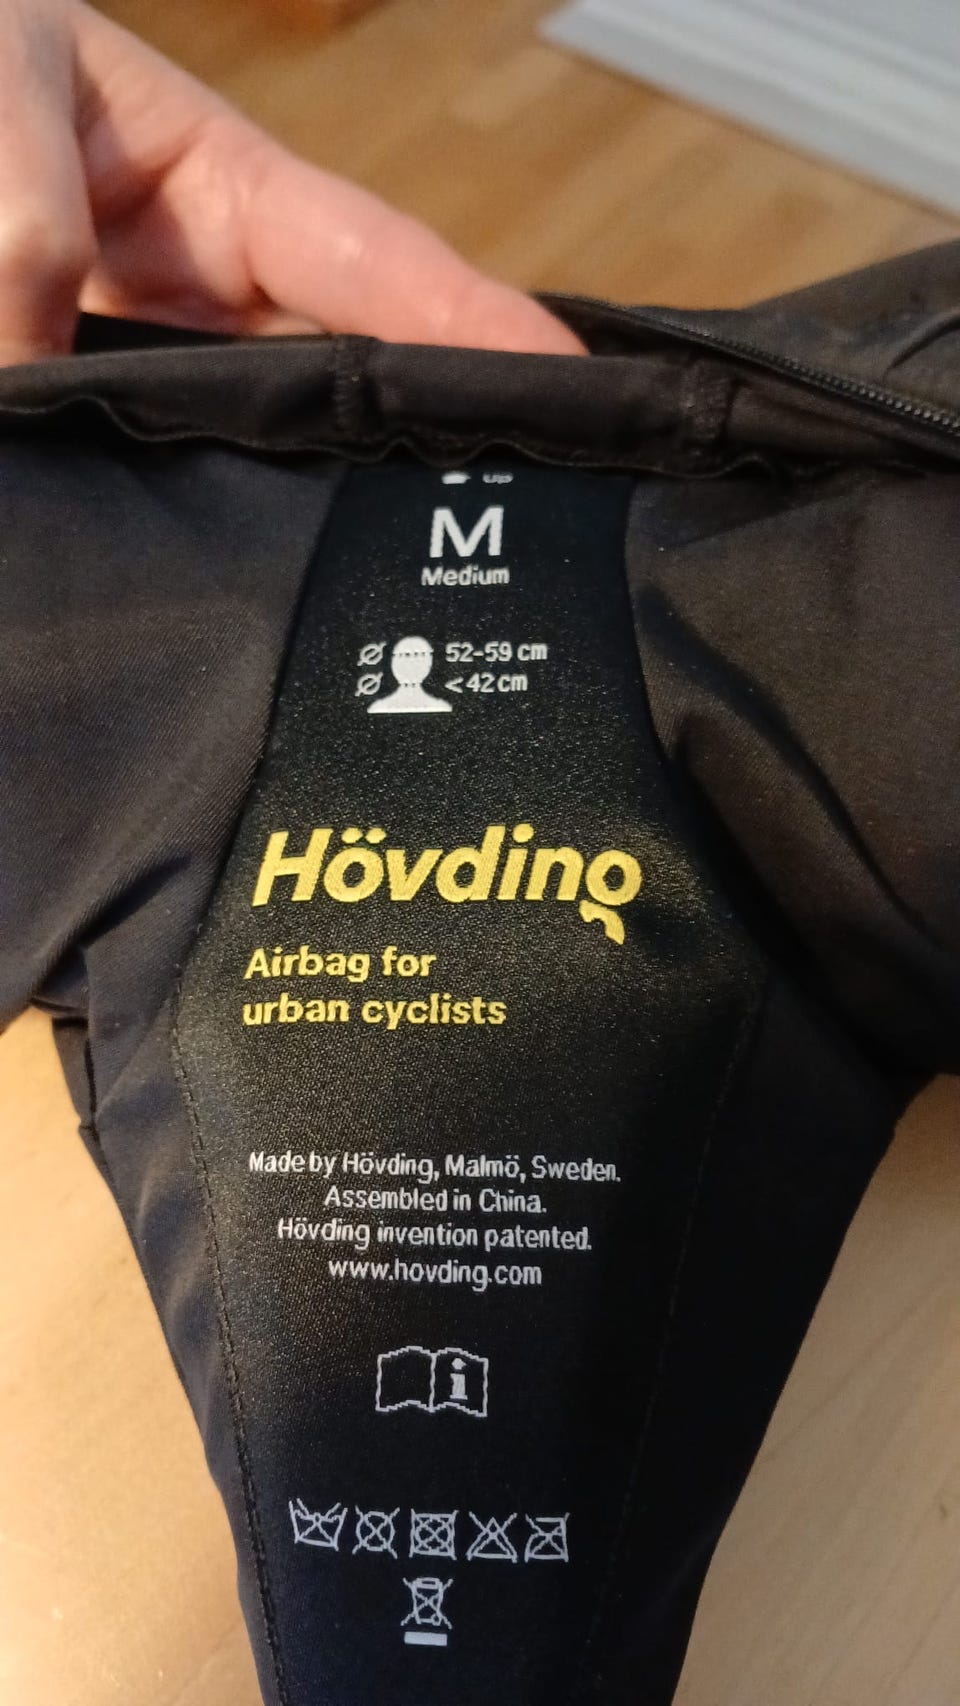 M
Medium
Ø 52-59 cm
Ø < 42 cm
Hövding
Airbag for
urban cyclists
Made by Hövding, Malmö, Sweden.
Assembled in China.
Hövding invention patented.
www.hovding.com
i